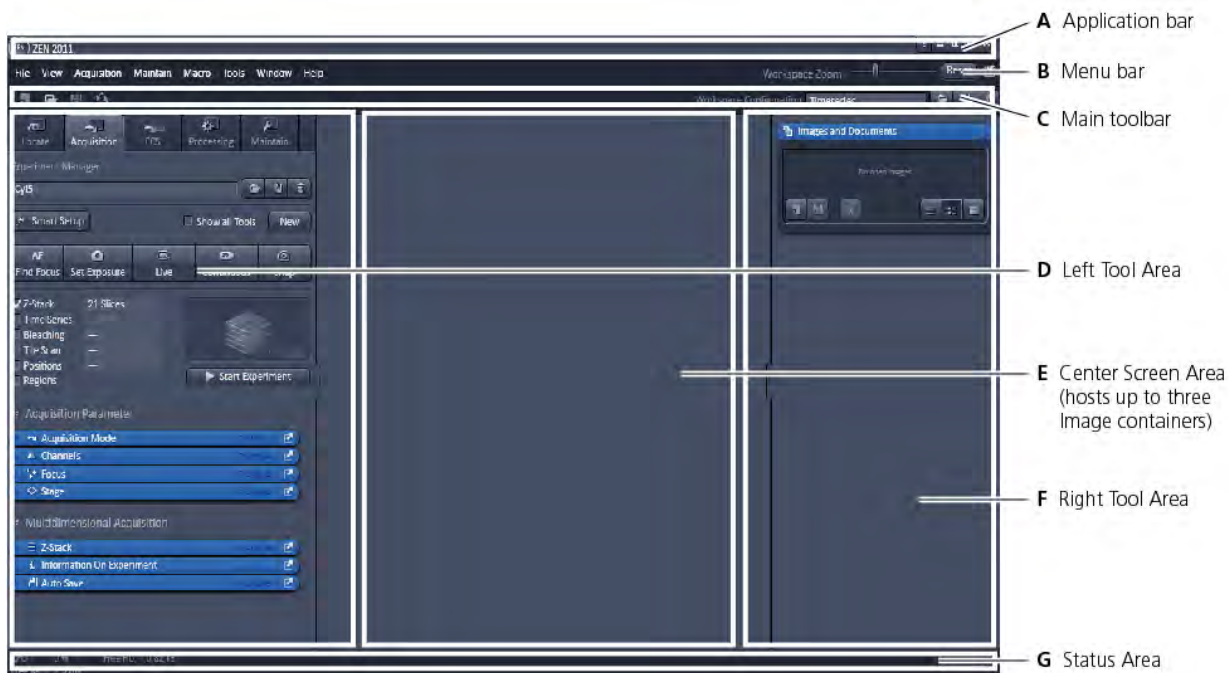 A Application bar
ZEN 2011
File View Acquisition Maintain Macro Tools Window Help
Workspace Zoom
B Menu bar
Workspace Configuration
C Main toolbar
Locate Acquisition Processing Maintain
Experiment Manager
Smart Setup Show all Tools New
AF
Find Focus Set Exposure Live
Z-Stack 21 Slices
Time Series
Bleaching
Tile Scan
Positions
Regions
Start Experiment
Acquisition Parameter
Acquisition Mode
Channels
Focus
Stage
Multidimensional Acquisition
Z-Stack
Information On Experiment
Auto Save
Images and Documents
D Left Tool Area
E Center Screen Area
(hosts up to three
Image containers)
F Right Tool Area
G Status Area